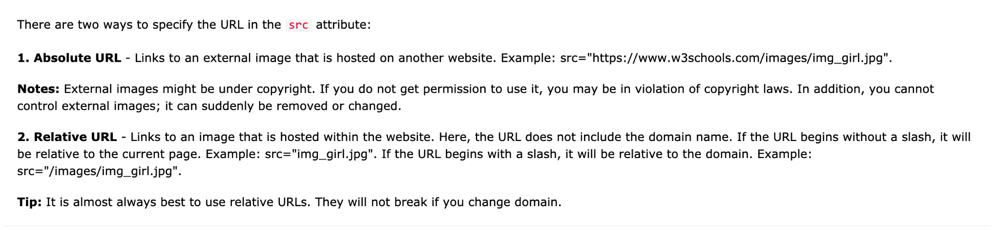 There are two ways to specify the URL in the src attribute:
1. Absolute URL - Links to an external image that is hosted on another website. Example: src="https://www.w3schools.com/images/img_girl.jpg".
Notes: External images might be under copyright. If you do not get permission to use it, you may be in violation of copyright laws. In addition, you cannot
control external images; it can suddenly be removed or changed.
2. Relative URL - Links to an image that is hosted within the website. Here, the URL does not include the domain name. If the URL begins without a slash, it will
be relative to the current page. Example: src="img_girl.jpg". If the URL begins with a slash, it will be relative to the domain. Example:
src="/images/img_girl.jpg".
Tip: It is almost always best to use relative URLs. They will not break if you change domain.